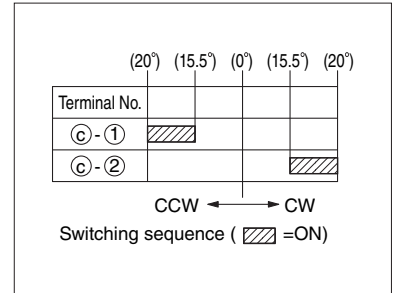 (20°) (15.5°) (0°) (15.5°) (20°)
Terminal No.
ⓒ - ①
ⓒ - ②
CCW CW
Switching sequence ( =ON)